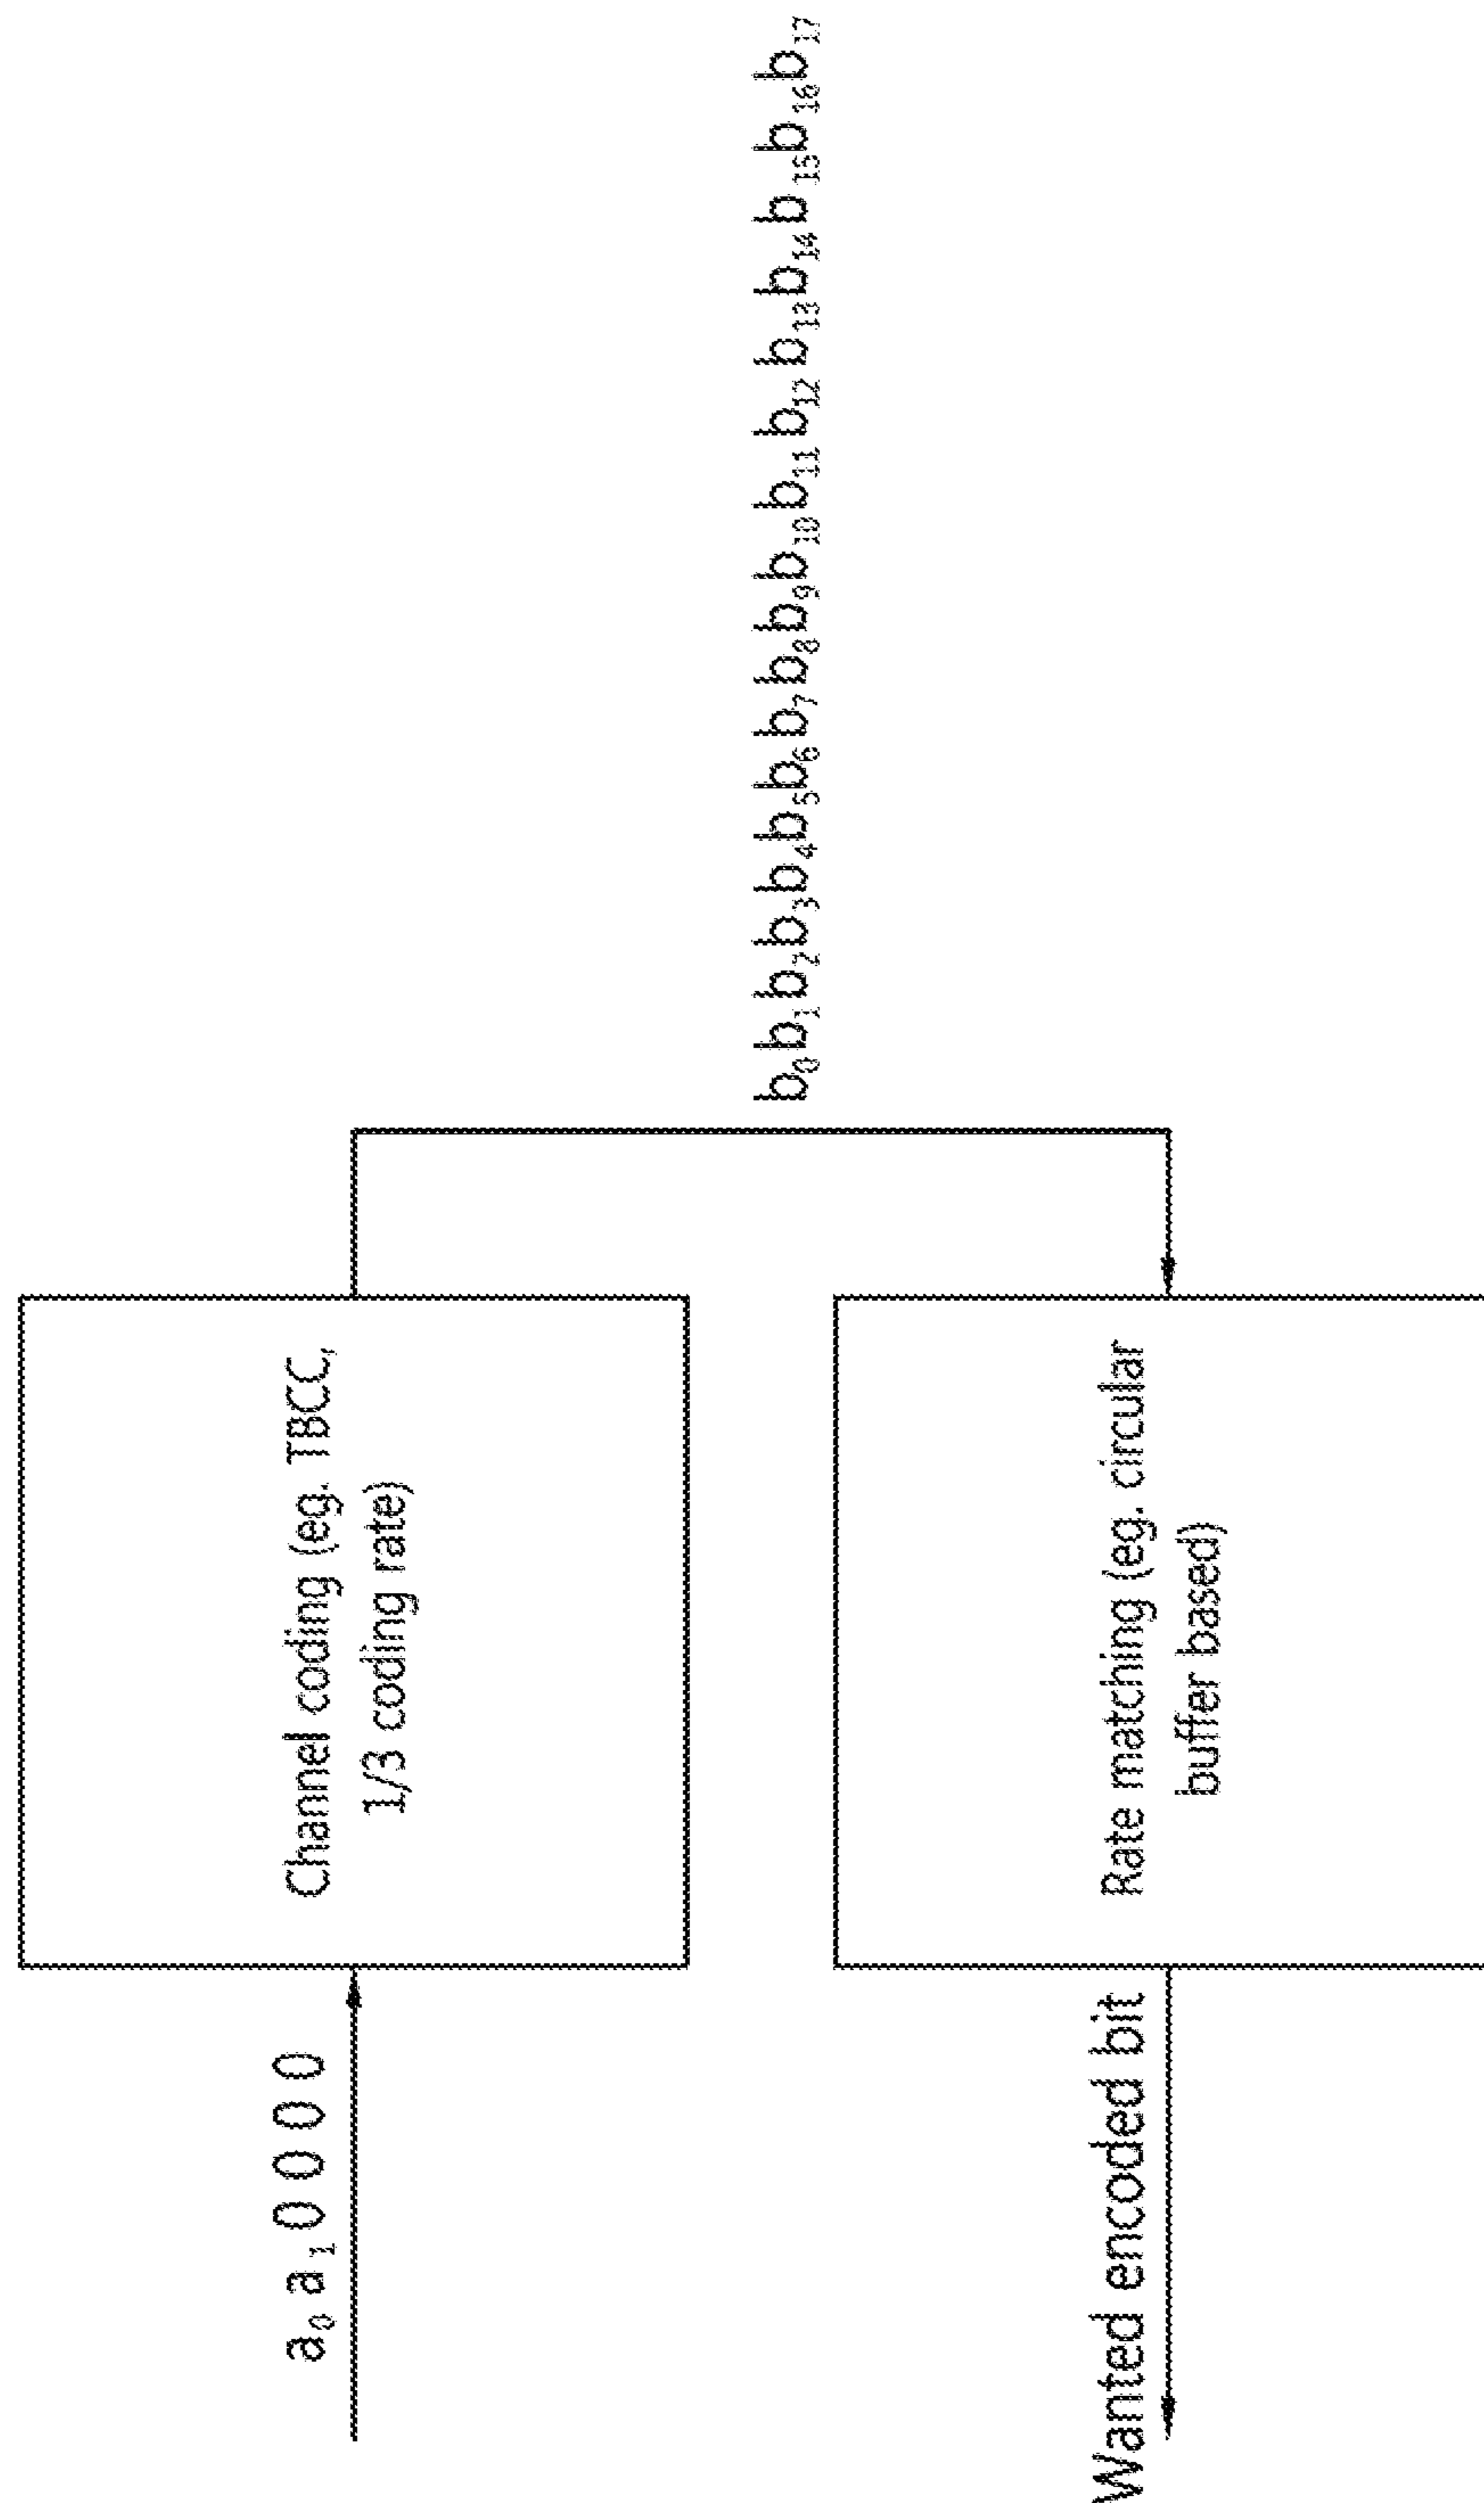 a₀ a₁ 0 0 0 0
Channel coding (eg. TBCC,
1/3 coding rate)
b₀b₁b₂b₃b₄b₅b₆b₇b₈b₉b₁₀b₁₁b₁₂b₁₃b₁₄b₁₅b₁₆b₁₇
Rate matching (eg. circular
buffer based)
Wanted encoded bit